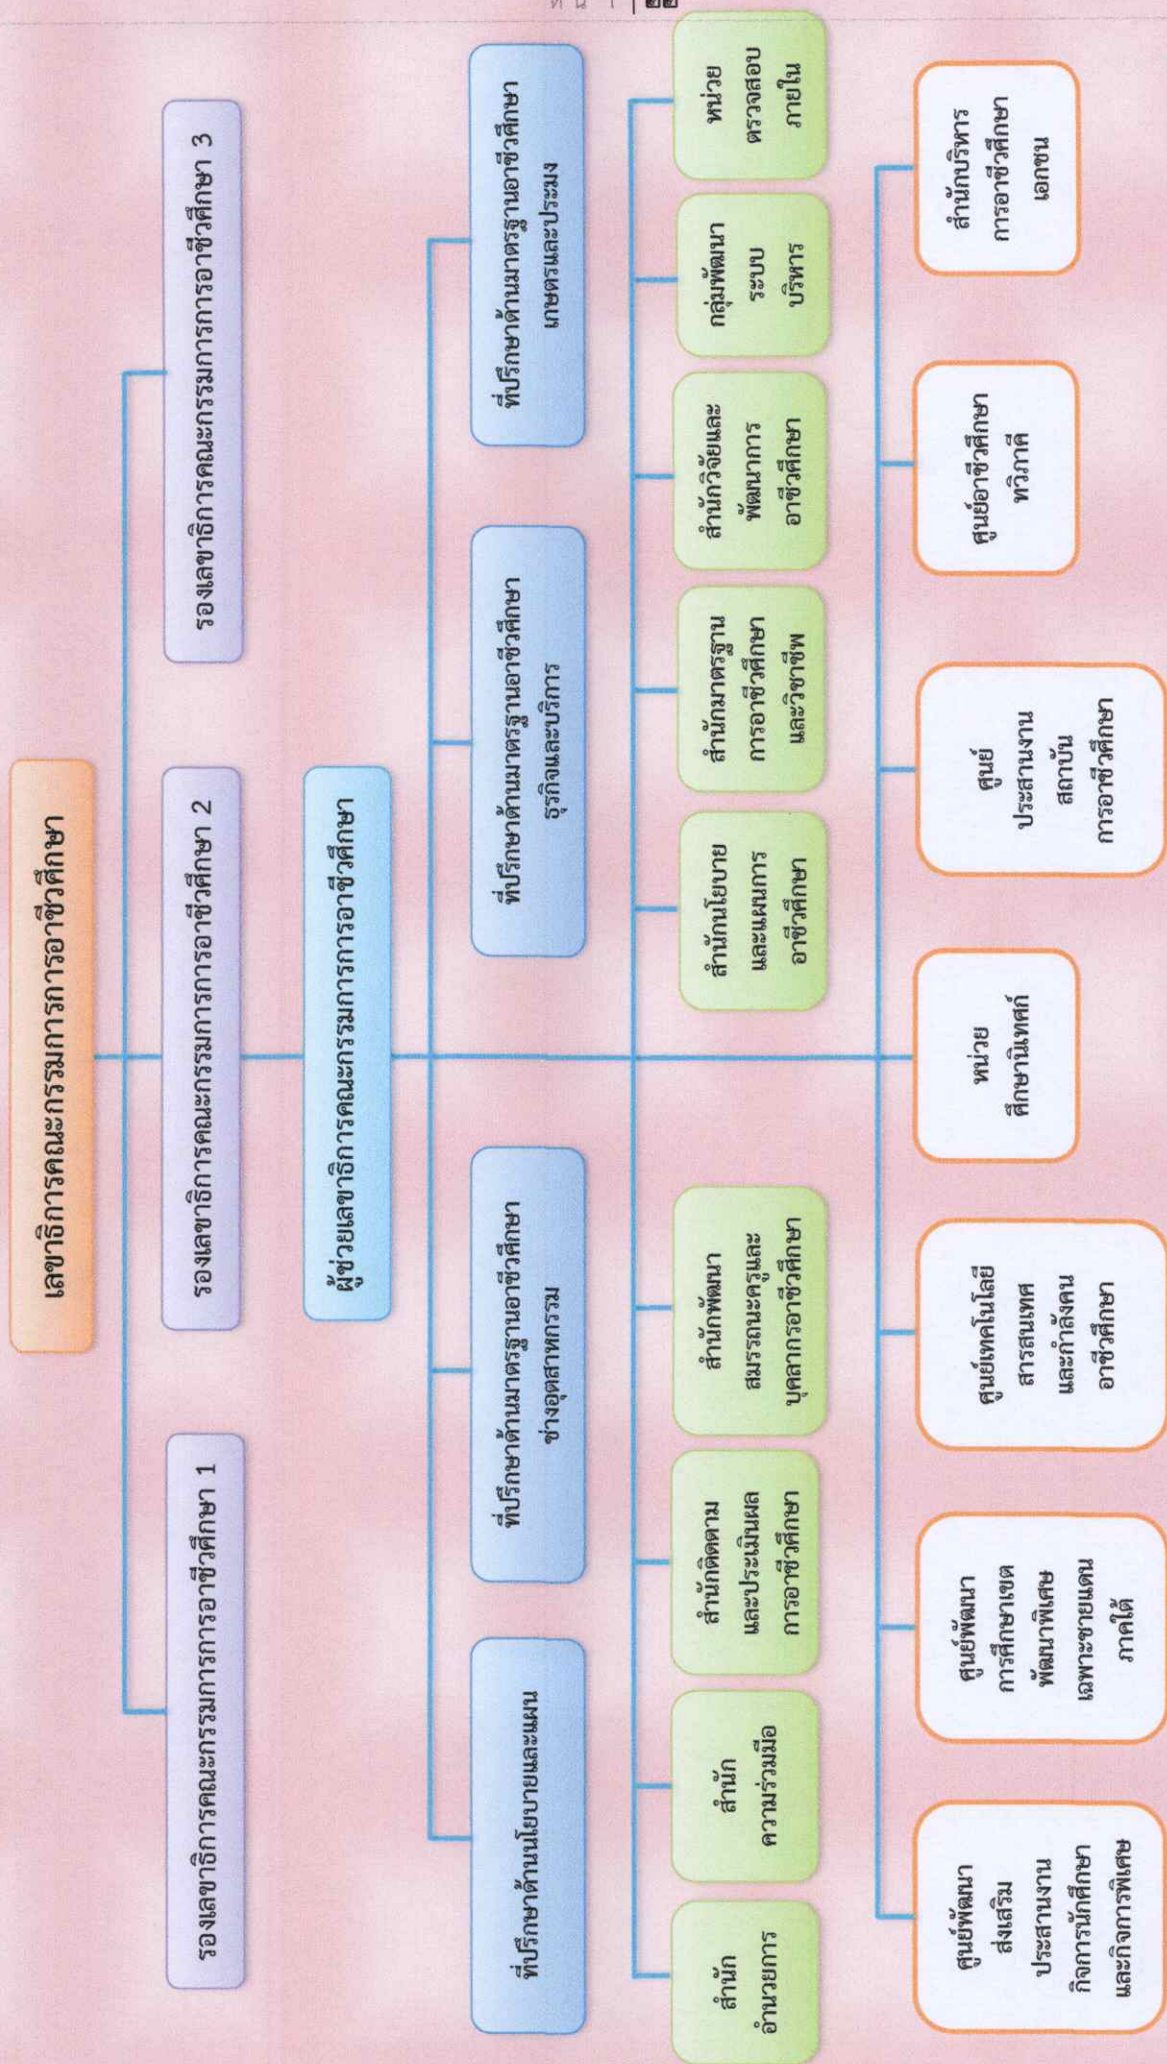 เลขาธิการคณะกรรมการการอาชีวศึกษา
รองเลขาธิการคณะกรรมการการอาชีวศึกษา 1
รองเลขาธิการคณะกรรมการการอาชีวศึกษา 2
รองเลขาธิการคณะกรรมการการอาชีวศึกษา 3
ผู้ช่วยเลขาธิการคณะกรรมการการอาชีวศึกษา
ที่ปรึกษาด้านนโยบายและแผน
ที่ปรึกษาด้านมาตรฐานอาชีวศึกษา
ช่างอุตสาหกรรม
ที่ปรึกษาด้านมาตรฐานอาชีวศึกษา
ธุรกิจและบริการ
ที่ปรึกษาด้านมาตรฐานอาชีวศึกษา
เกษตรและประมง
สำนัก
อำนวยการ
สำนัก
ความร่วมมือ
สำนักติดตาม
และประเมินผล
การอาชีวศึกษา
สำนักพัฒนา
สมรรถนะครูและ
บุคลากรอาชีวศึกษา
สำนักนโยบาย
และแผนการ
อาชีวศึกษา
สำนักมาตรฐาน
การอาชีวศึกษา
และวิชาชีพ
สำนักวิจัยและ
พัฒนาการ
อาชีวศึกษา
กลุ่มพัฒนา
ระบบ
บริหาร
หน่วย
ตรวจสอบ
ภายใน
ศูนย์พัฒนา
ส่งเสริม
ประสานงาน
กิจการนักศึกษา
และกิจการพิเศษ
ศูนย์พัฒนา
การศึกษาเขต
พัฒนาพิเศษ
เฉพาะชายแดน
ภาคใต้
ศูนย์เทคโนโลยี
สารสนเทศ
และกำลังคน
อาชีวศึกษา
หน่วย
ศึกษานิเทศก์
ศูนย์
ประสานงาน
สถาบัน
การอาชีวศึกษา
ศูนย์อาชีวศึกษา
ทวิภาคี
สำนักบริหาร
การอาชีวศึกษา
เอกชน